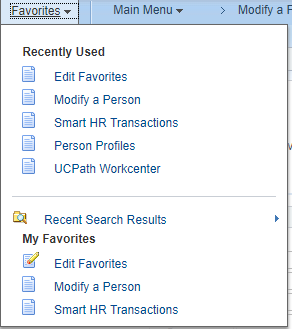 Favorites Main Menu > Modify a
Recently Used
Edit Favorites
Modify a Person
Smart HR Transactions
Person Profiles
UCPath Workcenter
Recent Search Results
My Favorites
Edit Favorites
Modify a Person
Smart HR Transactions